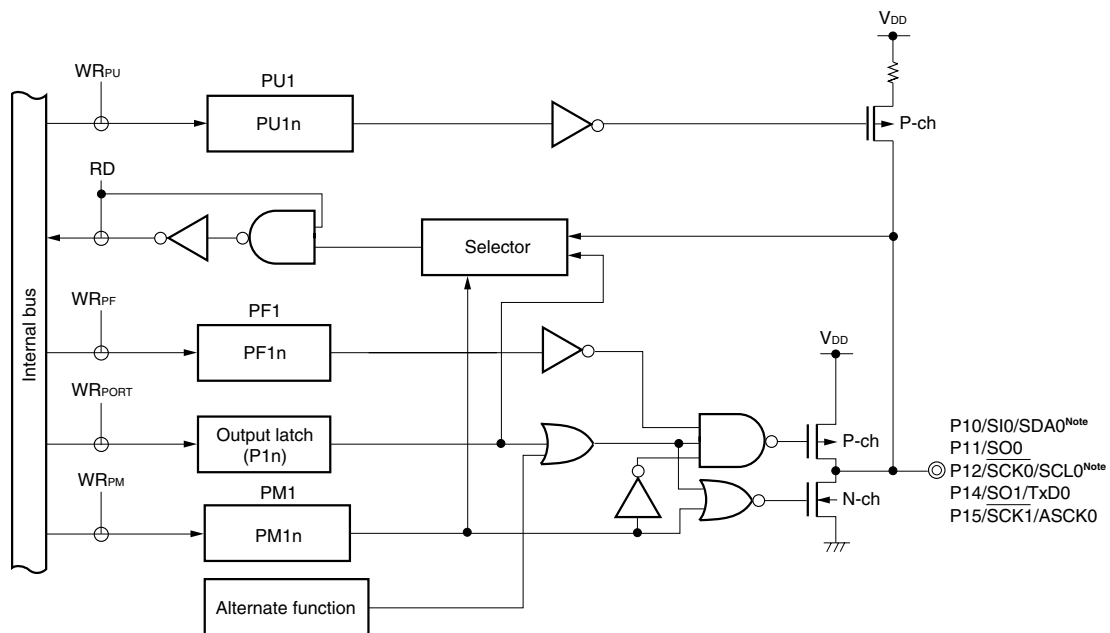 VDD
WRPU
PU1
PU1n
P-ch
RD
Selector
WRPF
PF1
PF1n
VDD
Internal bus
WRPORT
Output latch
(P1n)
P-ch
WRPM
PM1
PM1n
N-ch
Alternate function
P10/SI0/SDA0Note
P11/SO0
P12/SCK0/SCL0Note
P14/SO1/TxD0
P15/SCK1/ASCK0